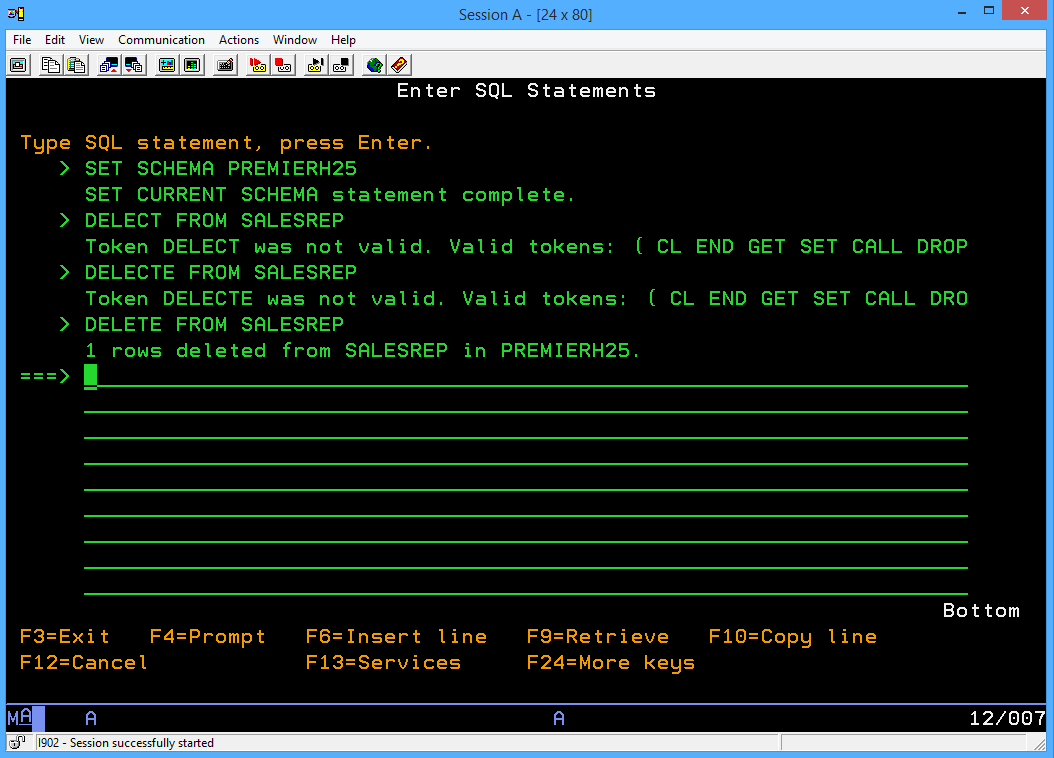 Session A - [24 x 80]
File Edit View Communication Actions Window Help
Enter SQL Statements
Type SQL statement, press Enter.
> SET SCHEMA PREMIERH25
SET CURRENT SCHEMA statement complete.
> DELECT FROM SALESREP
Token DELECT was not valid. Valid tokens: ( CL END GET SET CALL DROP
> DELECTE FROM SALESREP
Token DELECTE was not valid. Valid tokens: ( CL END GET SET CALL DRO
> DELETE FROM SALESREP
1 rows deleted from SALESREP in PREMIERH25.
===>
Bottom
F3=Exit F4=Prompt F6=Insert line F9=Retrieve F10=Copy line
F12=Cancel F13=Services F24=More keys
MA A A 12/007
I902 - Session successfully started